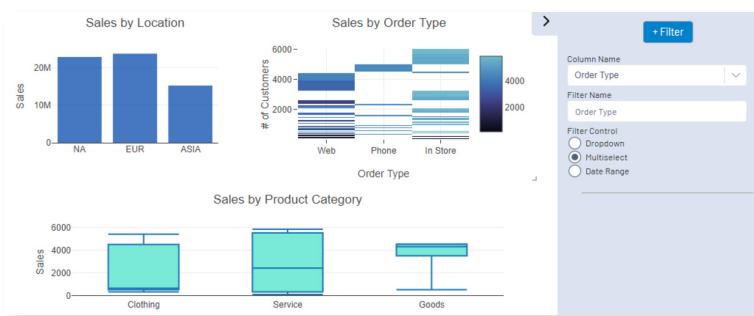 Sales by Location
Sales
20M
10M
0
NA EUR ASIA
Sales by Order Type
# of Customers
6000
4000
2000
Web Phone In Store
Order Type
4000
2000
Sales by Product Category
Sales
6000
4000
2000
0
Clothing Service Goods
+ Filter
Column Name
Order Type
Filter Name
Order Type
Filter Control
Dropdown
Multiselect
Date Range